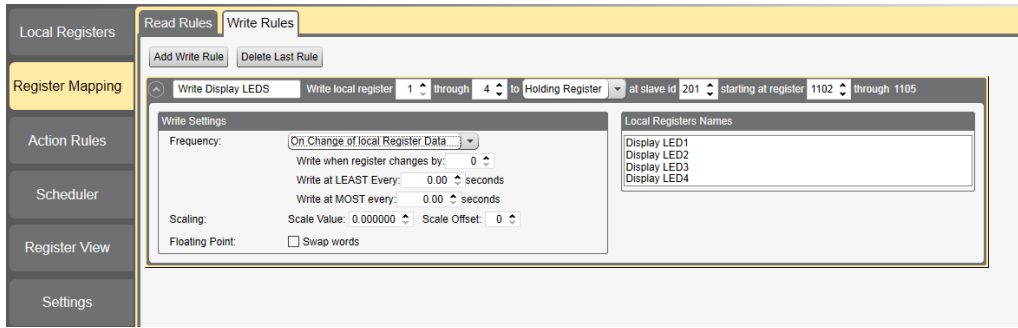 Local Registers
Register Mapping
Action Rules
Scheduler
Register View
Settings
Read Rules Write Rules
Add Write Rule Delete Last Rule
Write Display LEDS Write local register 1 through 4 to Holding Register at slave id 201 starting at register 1102 through 1105
Write Settings
Frequency: On Change of local Register Data
Write when register changes by: 0
Write at LEAST Every: 0.00 seconds
Write at MOST every: 0.00 seconds
Scaling: Scale Value: 0.000000 Scale Offset: 0
Floating Point: Swap words
Local Registers Names
Display LED1
Display LED2
Display LED3
Display LED4